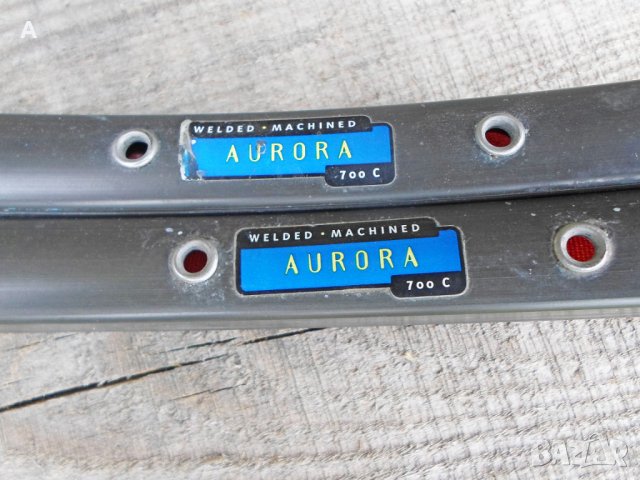 A
WELDED · MACHINED
AURORA
700 C
WELDED · MACHINED
AURORA
700 C
BAZAR